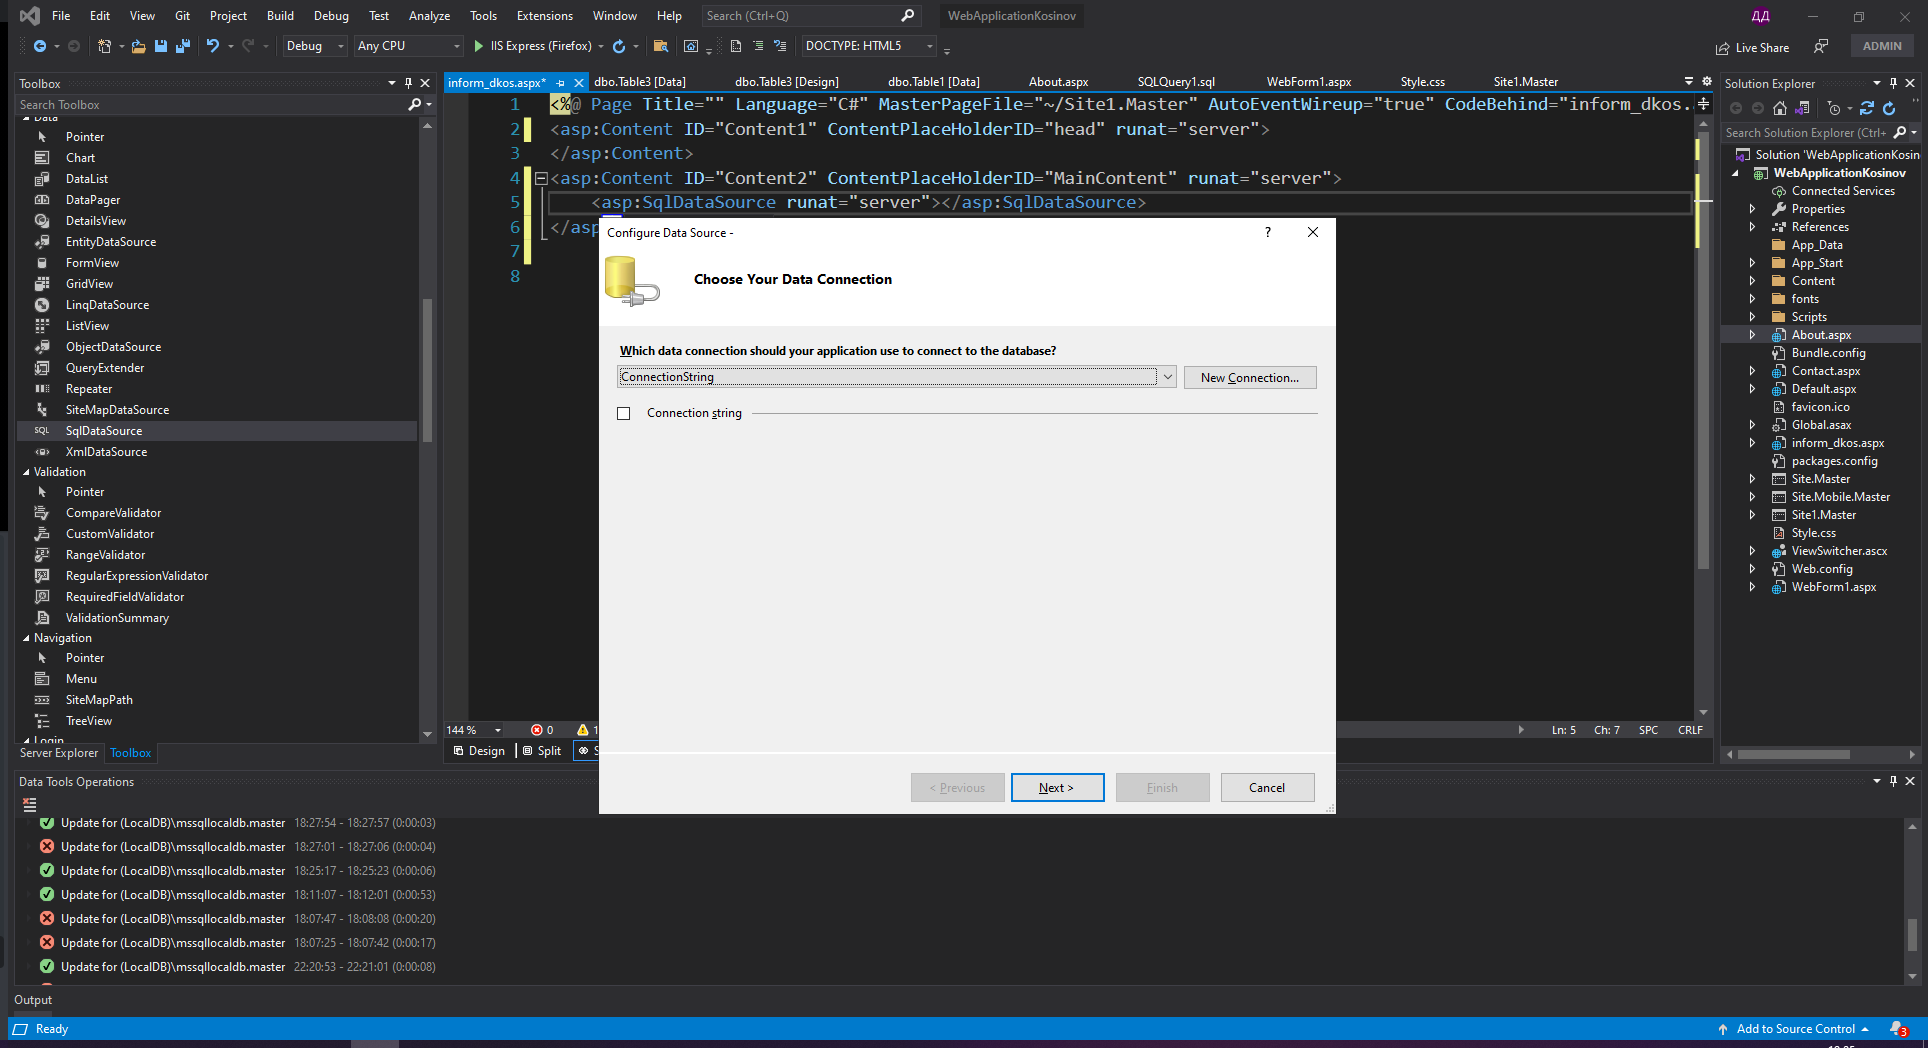 File Edit View Git Project Build Debug Test Analyze Tools Extensions Window Help Search (Ctrl+Q) WebApplicationKosinov ДД
Debug Any CPU IIS Express (Firefox) DOCTYPE: HTML5 Live Share ADMIN
Toolbox
Search Toolbox
Data
Pointer
Chart
DataList
DataPager
DetailsView
EntityDataSource
FormView
GridView
LinqDataSource
ListView
ObjectDataSource
QueryExtender
Repeater
SiteMapDataSource
SQL SqlDataSource
XmlDataSource
Validation
Pointer
CompareValidator
CustomValidator
RangeValidator
RegularExpressionValidator
RequiredFieldValidator
ValidationSummary
Navigation
Pointer
Menu
SiteMapPath
TreeView
Login
Server Explorer Toolbox
inform_dkos.aspx* dbo.Table3 [Data] dbo.Table3 [Design] dbo.Table1 [Data] About.aspx SQLQuery1.sql WebForm1.aspx Style.css Site1.Master
1 <%@ Page Title="" Language="C#" MasterPageFile="~/Site1.Master" AutoEventWireup="true" CodeBehind="inform_dkos.
2 <asp:Content ID="Content1" ContentPlaceHolderID="head" runat="server">
3 </asp:Content>
4 <asp:Content ID="Content2" ContentPlaceHolderID="MainContent" runat="server">
5 <asp:SqlDataSource runat="server"></asp:SqlDataSource>
6 </asp
7
8
Configure Data Source - ?
Choose Your Data Connection
Which data connection should your application use to connect to the database?
ConnectionString New Connection...
Connection string
< Previous Next > Finish Cancel
144 % 0 1 Ln: 5 Ch: 7 SPC CRLF
Design Split S
Solution Explorer
Search Solution Explorer (Ctrl+
Solution 'WebApplicationKosin
WebApplicationKosinov
Connected Services
Properties
References
App_Data
App_Start
Content
fonts
Scripts
About.aspx
Bundle.config
Contact.aspx
Default.aspx
favicon.ico
Global.asax
inform_dkos.aspx
packages.config
Site.Master
Site.Mobile.Master
Site1.Master
Style.css
ViewSwitcher.ascx
Web.config
WebForm1.aspx
Data Tools Operations
Update for (LocalDB)\mssqllocaldb.master 18:27:54 - 18:27:57 (0:00:03)
Update for (LocalDB)\mssqllocaldb.master 18:27:01 - 18:27:06 (0:00:04)
Update for (LocalDB)\mssqllocaldb.master 18:25:17 - 18:25:23 (0:00:06)
Update for (LocalDB)\mssqllocaldb.master 18:11:07 - 18:12:01 (0:00:53)
Update for (LocalDB)\mssqllocaldb.master 18:07:47 - 18:08:08 (0:00:20)
Update for (LocalDB)\mssqllocaldb.master 18:07:25 - 18:07:42 (0:00:17)
Update for (LocalDB)\mssqllocaldb.master 22:20:53 - 22:21:01 (0:00:08)
Output
Ready Add to Source Control 3